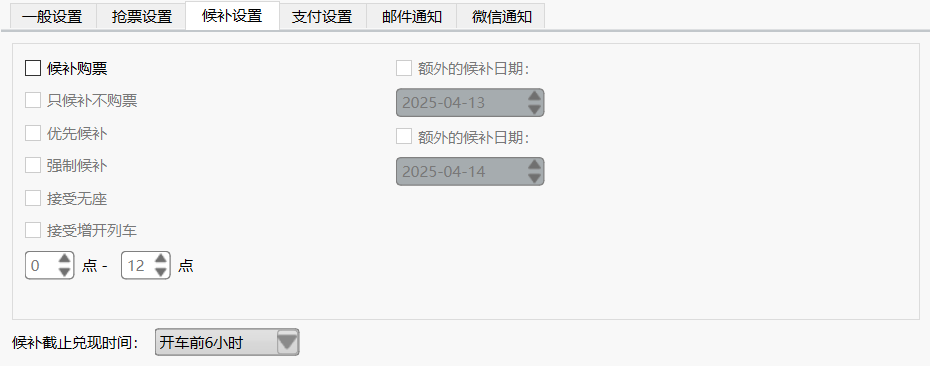 一般设置 抢票设置 候补设置 支付设置 邮件通知 微信通知
候补购票
只候补不购票
优先候补
强制候补
接受无座
接受增开列车
0 点 - 12 点
额外的候补日期：
2025-04-13
额外的候补日期：
2025-04-14
候补截止兑现时间： 开车前6小时